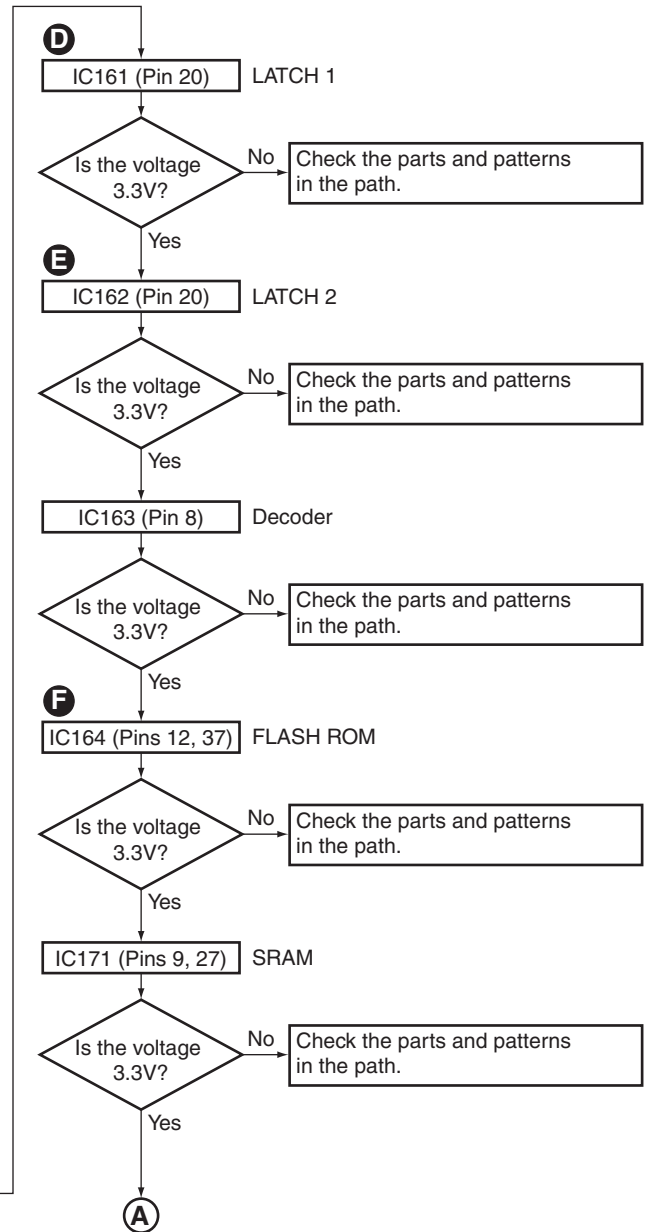 D
IC161 (Pin 20) LATCH 1
Is the voltage
3.3V?
No
Check the parts and patterns
in the path.
Yes
E
IC162 (Pin 20) LATCH 2
Is the voltage
3.3V?
No
Check the parts and patterns
in the path.
Yes
IC163 (Pin 8) Decoder
Is the voltage
3.3V?
No
Check the parts and patterns
in the path.
Yes
F
IC164 (Pins 12, 37) FLASH ROM
Is the voltage
3.3V?
No
Check the parts and patterns
in the path.
Yes
IC171 (Pins 9, 27) SRAM
Is the voltage
3.3V?
No
Check the parts and patterns
in the path.
Yes
A